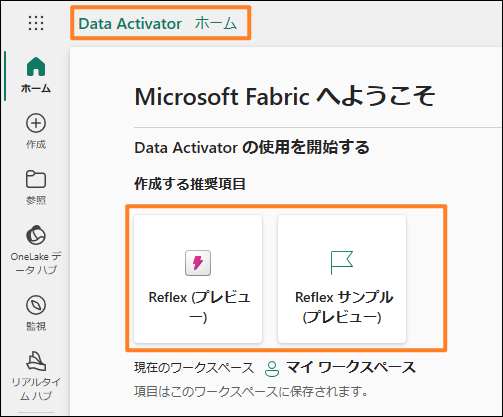 Data Activator ホーム
ホーム
作成
参照
OneLake デー
タ ハブ
監視
リアルタイ
ム ハブ
Microsoft Fabric へようこそ
Data Activator の使用を開始する
作成する推奨項目
Reflex (プレビュ
ー)
Reflex サンプル
(プレビュー)
現在のワークスペース マイ ワークスペース
項目はこのワークスペースに保存されます。